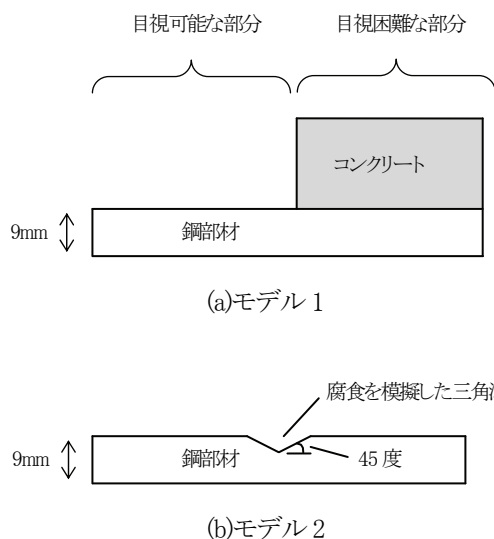 目視可能な部分 目視困難な部分
コンクリート
9mm
鋼部材
(a)モデル 1
腐食を模擬した三角
9mm
鋼部材
45 度
(b)モデル 2